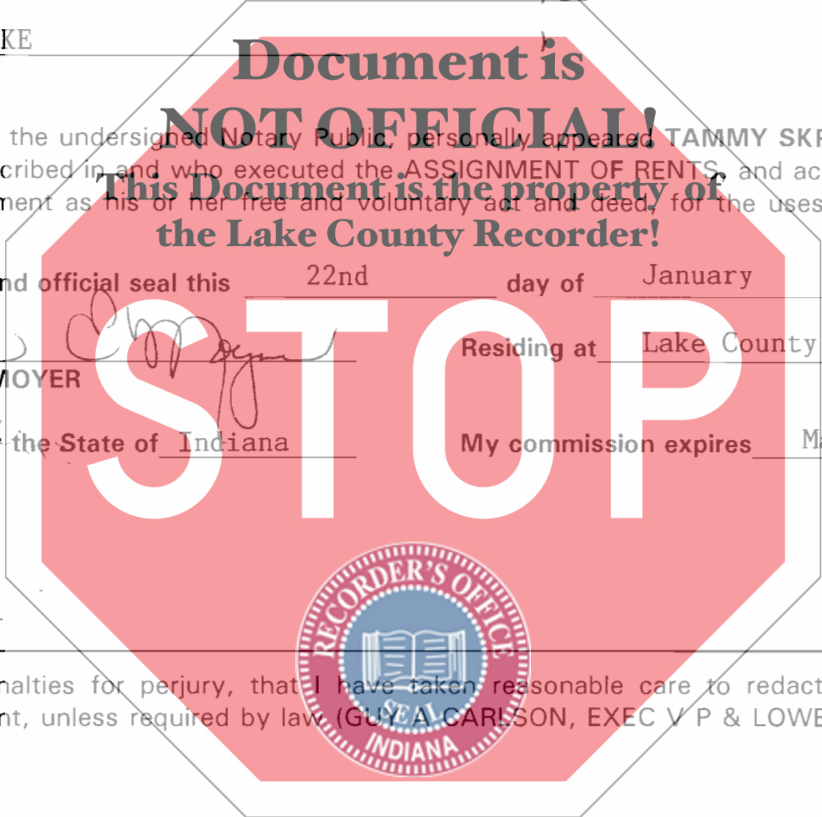 KE )
Document is
NOT OFFICIAL!
This Document is the property of
the Lake County Recorder!
the undersigned Notary Public, personally appeared TAMMY SKR
cribed in and who executed the ASSIGNMENT OF RENTS, and ac
ment as his or her free and voluntary act and deed, for the uses
nd official seal this 22nd day of January
Residing at Lake County
MOYER
the State of Indiana My commission expires Ma
STOP
RECORDER'S OFFICE
SEAL
INDIANA
nalties for perjury, that I have taken reasonable care to redact
nt, unless required by law (GUY A CARLSON, EXEC V P & LOWE